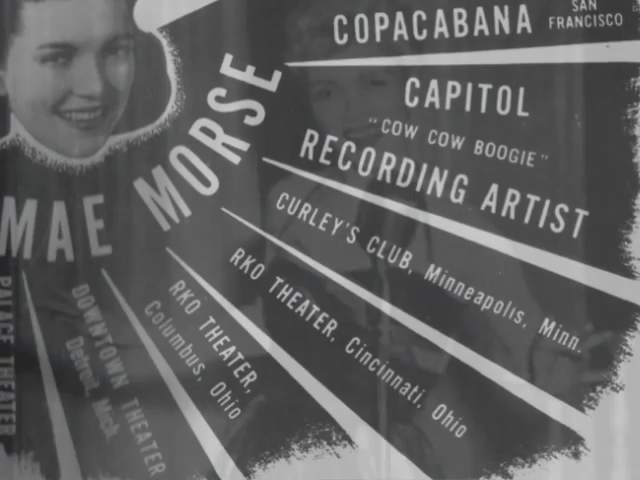 COPACABANA SAN FRANCISCO
CAPITOL
"COW COW BOOGIE"
RECORDING ARTIST
MAE MORSE
CURLEY'S CLUB, Minneapolis, Minn.
RKO THEATER, Cincinnati, Ohio
RKO THEATER,
Columbus, Ohio
DOWNTOWN THEATER
Detroit, Mich.
PALACE THEATER